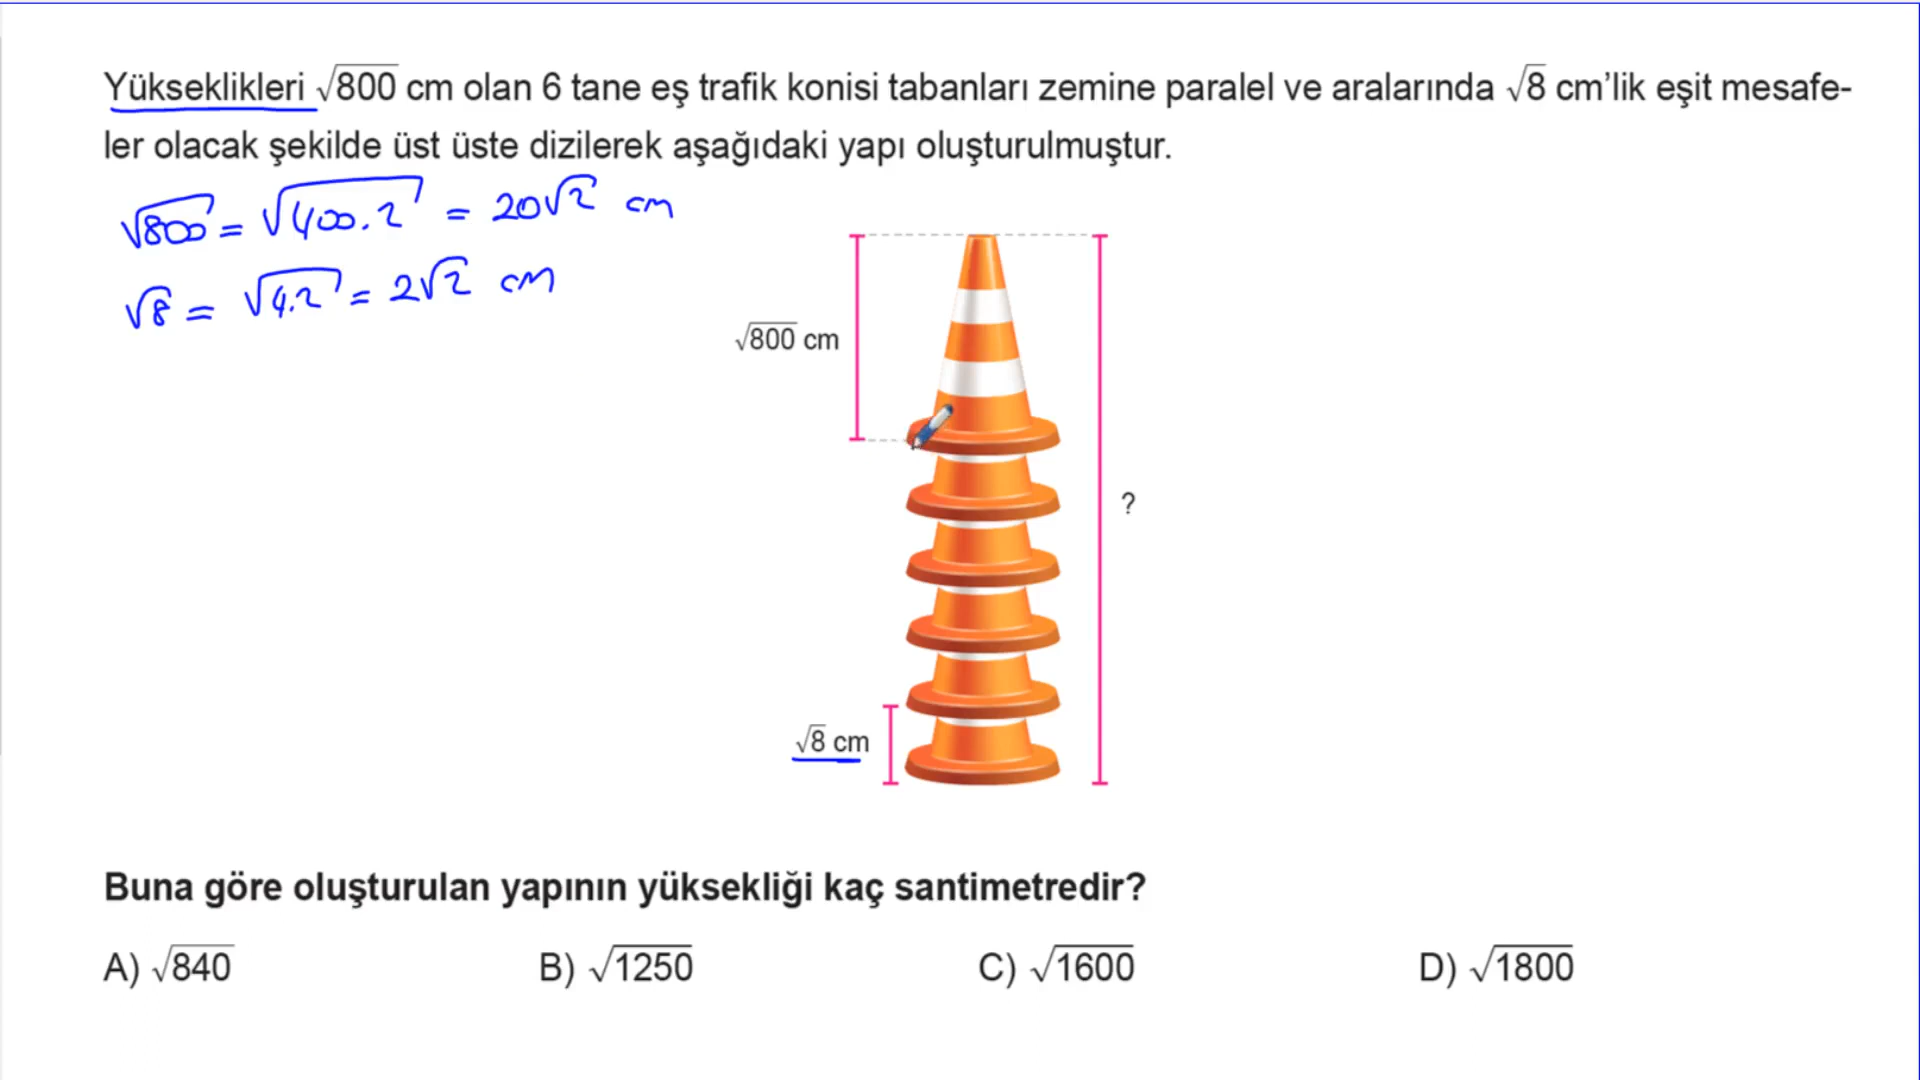 Yükseklikleri √800 cm olan 6 tane eş trafik konisi tabanları zemine paralel ve aralarında √8 cm’lik eşit mesafe-
ler olacak şekilde üst üste dizilerek aşağıdaki yapı oluşturulmuştur.
√800 = √400.2 = 20√2 cm
√8 = √4.2 = 2√2 cm
√800 cm
?
√8 cm
Buna göre oluşturulan yapının yüksekliği kaç santimetredir?
A) √840 B) √1250 C) √1600 D) √1800